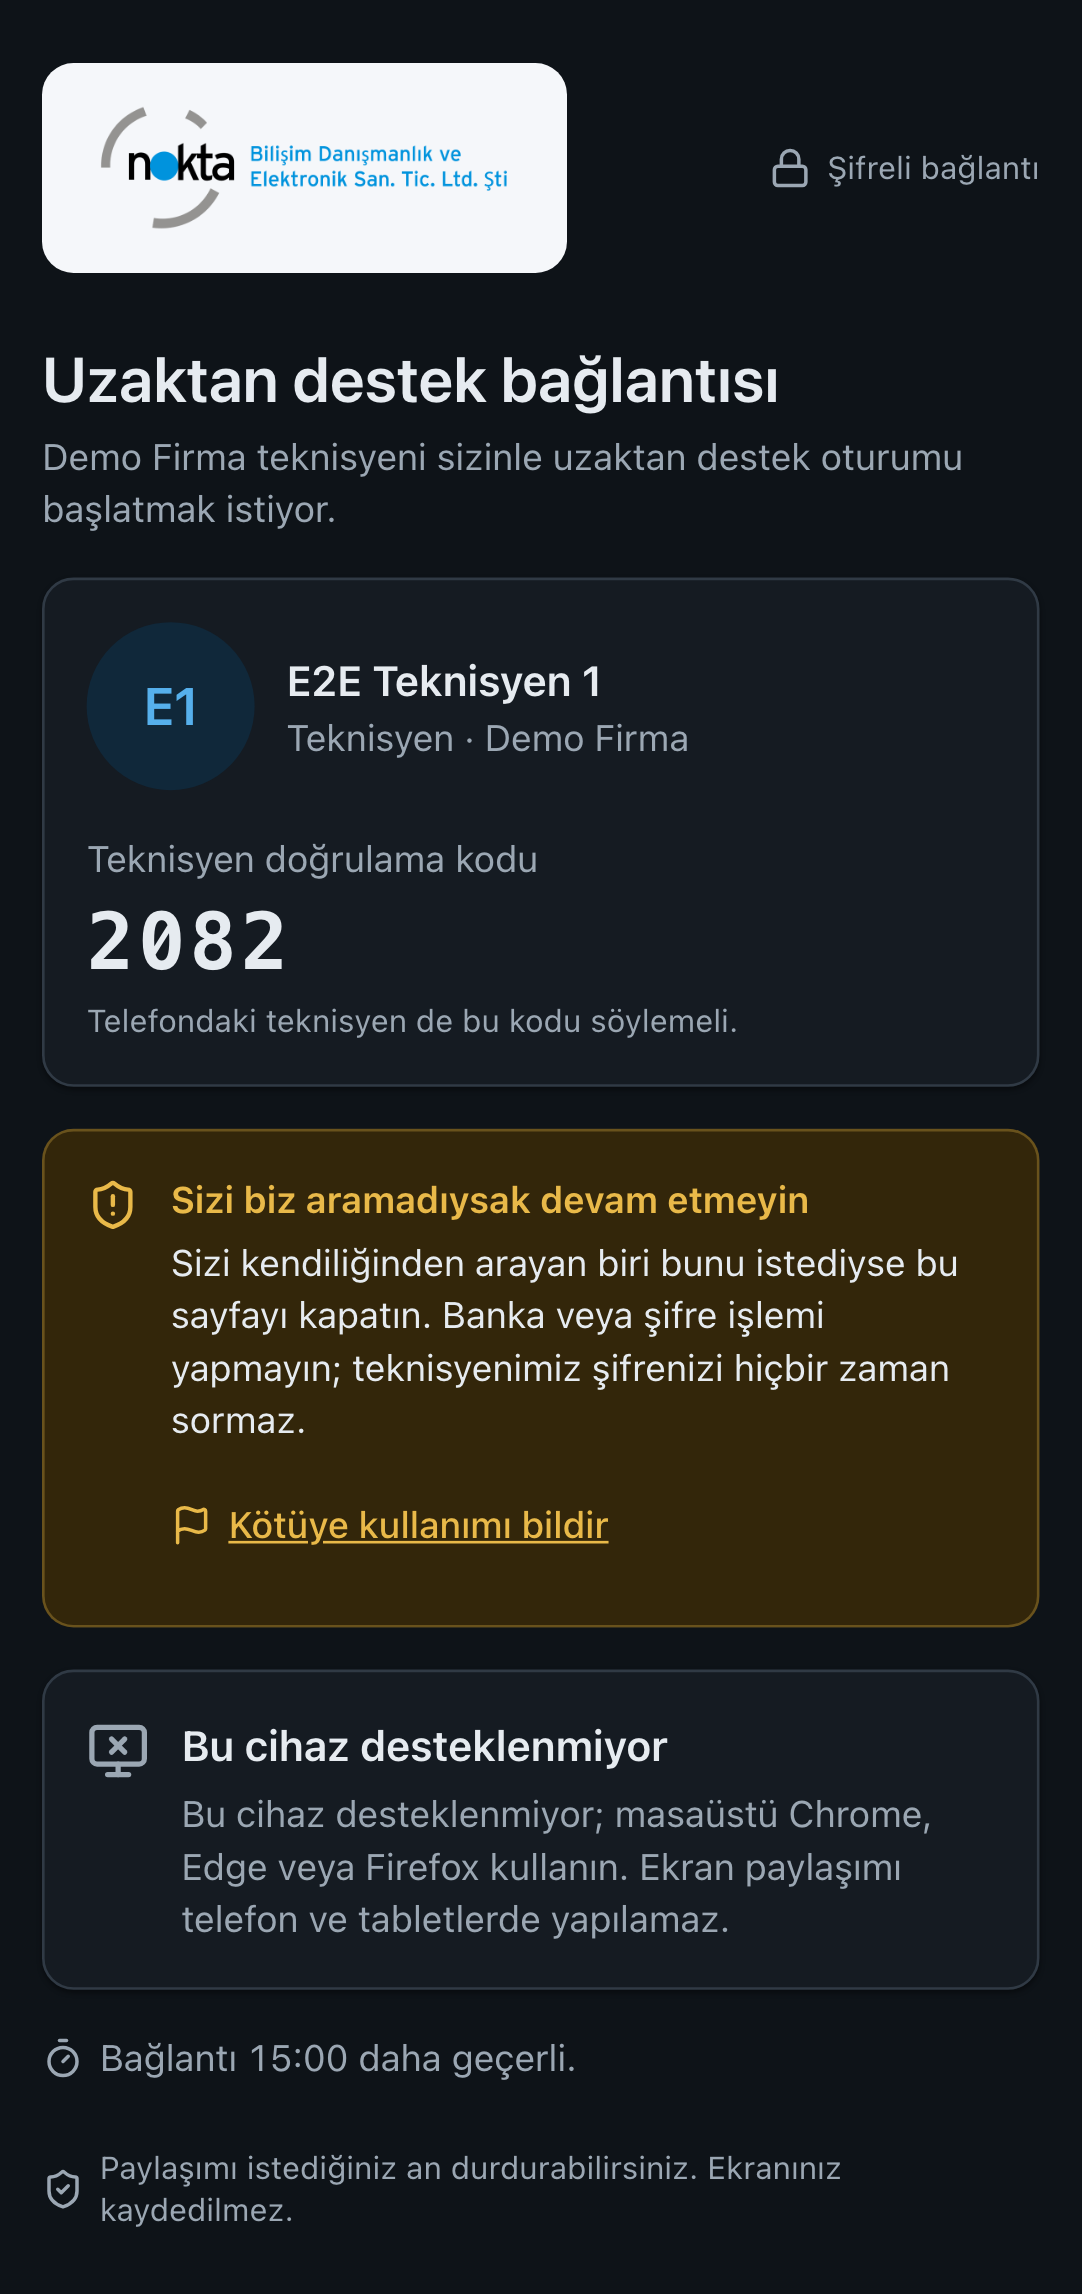 nokta
Bilişim Danışmanlık ve
Elektronik San. Tic. Ltd. Şti
Şifreli bağlantı
Uzaktan destek bağlantısı
Demo Firma teknisyeni sizinle uzaktan destek oturumu
başlatmak istiyor.
E1
E2E Teknisyen 1
Teknisyen · Demo Firma
Teknisyen doğrulama kodu
2082
Telefondaki teknisyen de bu kodu söylemeli.
Sizi biz aramadıysak devam etmeyin
Sizi kendiliğinden arayan biri bunu istediyse bu
sayfayı kapatın. Banka veya şifre işlemi
yapmayın; teknisyenimiz şifrenizi hiçbir zaman
sormaz.
Kötüye kullanımı bildir
Bu cihaz desteklenmiyor
Bu cihaz desteklenmiyor; masaüstü Chrome,
Edge veya Firefox kullanın. Ekran paylaşımı
telefon ve tabletlerde yapılamaz.
Bağlantı 15:00 daha geçerli.
Paylaşımı istediğiniz an durdurabilirsiniz. Ekranınız
kaydedilmez.